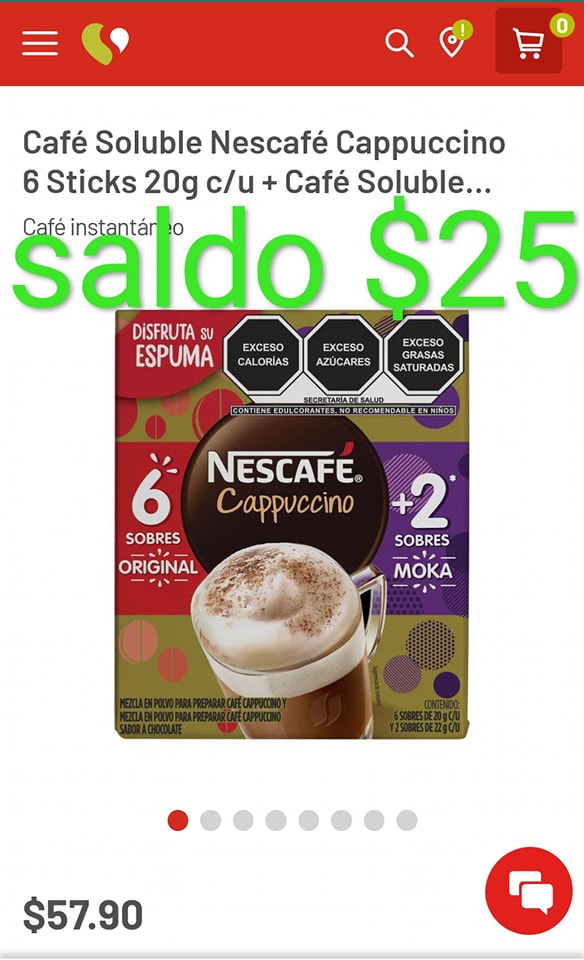 0
Café Soluble Nescafé Cappuccino
6 Sticks 20g c/u + Café Soluble...
Café instantáneo
saldo $25
DISFRUTA SU
ESPUMA
EXCESO
CALORÍAS
EXCESO
AZÚCARES
EXCESO
GRASAS
SATURADAS
SECRETARÍA DE SALUD
CONTIENE EDULCORANTES, NO RECOMENDABLE EN NIÑOS
NESCAFÉ®
Cappuccino
6
SOBRES
ORIGINAL
+2*
SOBRES
MOKA
MEZCLA EN POLVO PARA PREPARAR CAFÉ CAPPUCCINO Y
MEZCLA EN POLVO PARA PREPARAR CAFÉ CAPPUCCINO
SABOR A CHOCOLATE
CONTENIDO:
6 SOBRES DE 20 g C/U
Y 2 SOBRES DE 22 g C/U
$57.90